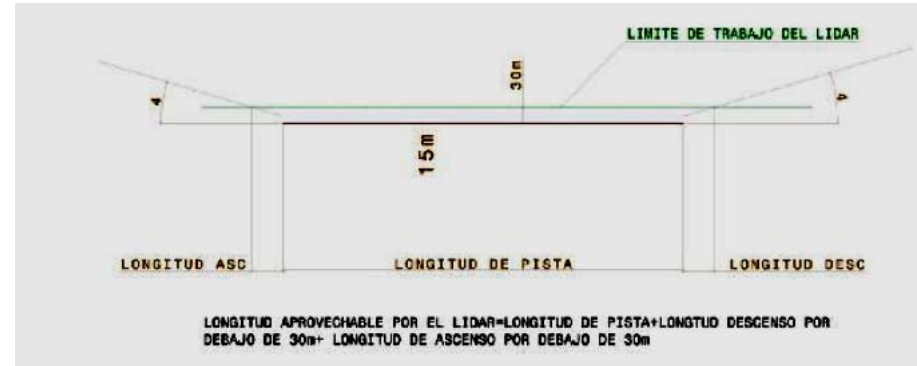 LIMITE DE TRABAJO DEL LIDAR
30m
4
4
15m
LONGITUD ASC
LONGITUD DE PISTA
LONGITUD DESC
LONGITUD APROVECHABLE POR EL LIDAR=LONGITUD DE PISTA+LONGTUD DESCENSO POR
DEBAJO DE 30m+ LONGITUD DE ASCENSO POR DEBAJO DE 30m